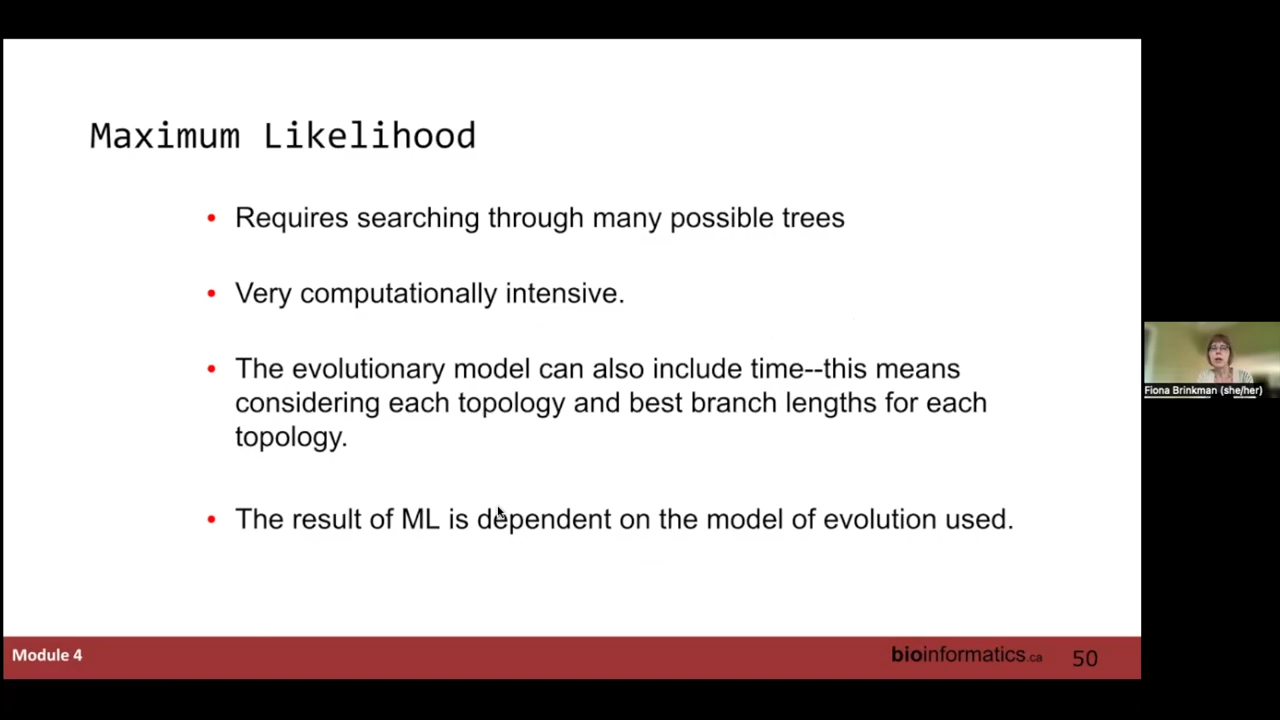 Maximum Likelihood
• Requires searching through many possible trees
• Very computationally intensive.
• The evolutionary model can also include time--this means
considering each topology and best branch lengths for each
topology.
• The result of ML is dependent on the model of evolution used.
Fiona Brinkman (she/her)
Module 4
bioinformatics.ca
50